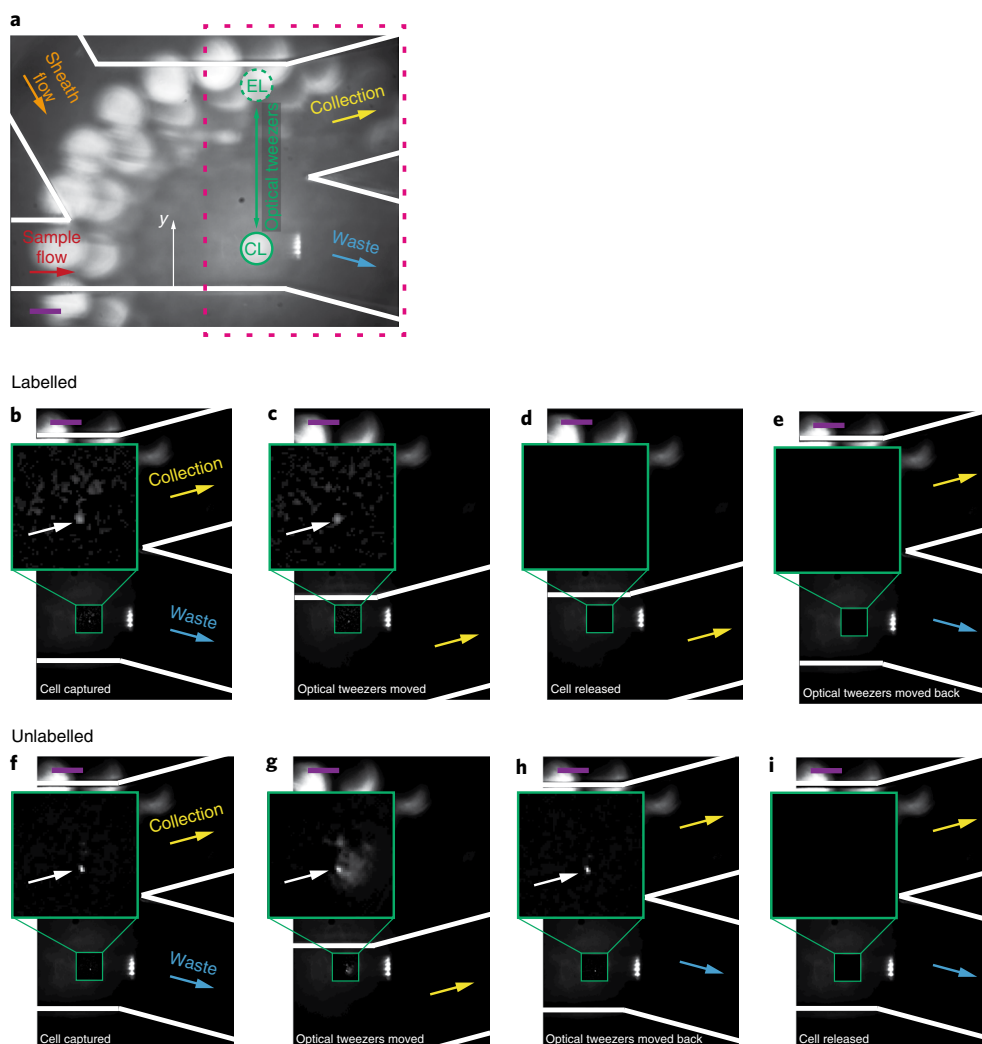 a
Sheath
flow
EL
Optical tweezers
Collection
y
Sample
flow
CL
Waste
Labelled
b
Collection
Waste
Cell captured
c
Optical tweezers moved
d
Cell released
e
Optical tweezers moved back
Unlabelled
f
Collection
Waste
Cell captured
g
Optical tweezers moved
h
Optical tweezers moved back
i
Cell released